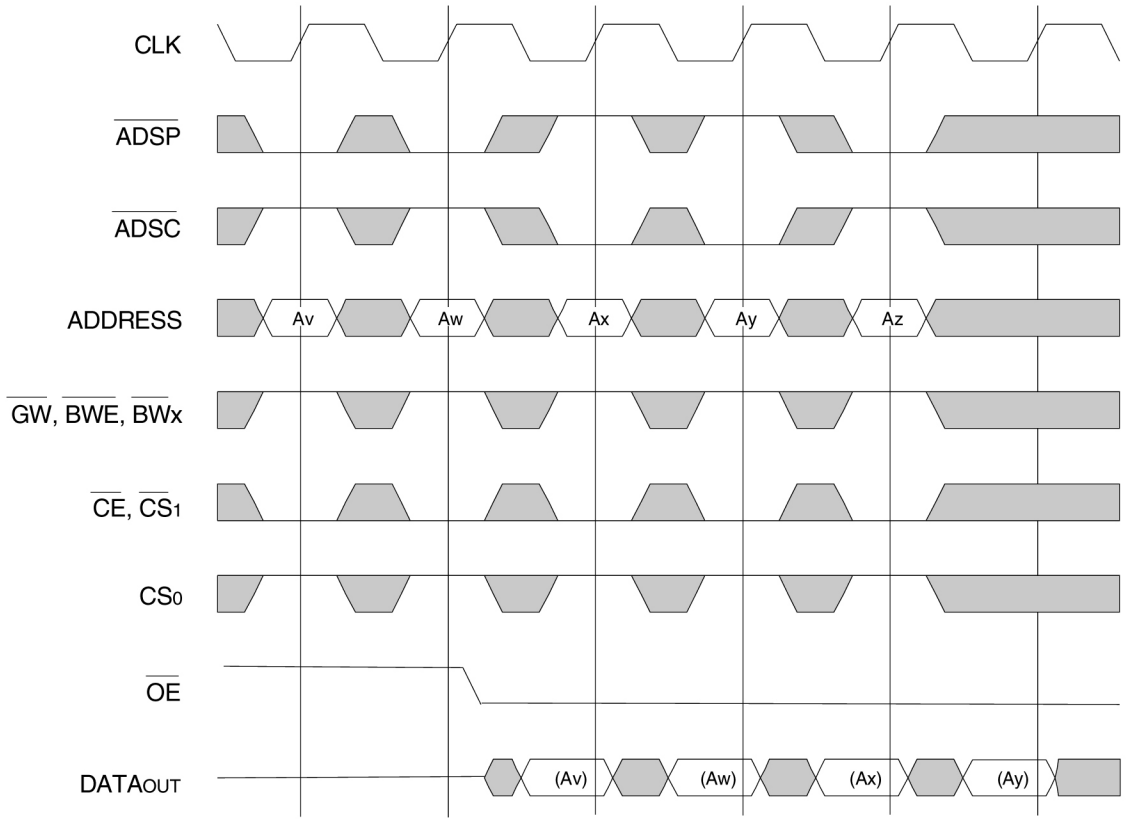 CLK
ADSP
ADSC
ADDRESS Av Aw Ax Ay Az
GW, BWE, BWx
CE, CS1
CS0
OE
DATAOUT (Av) (Aw) (Ax) (Ay)